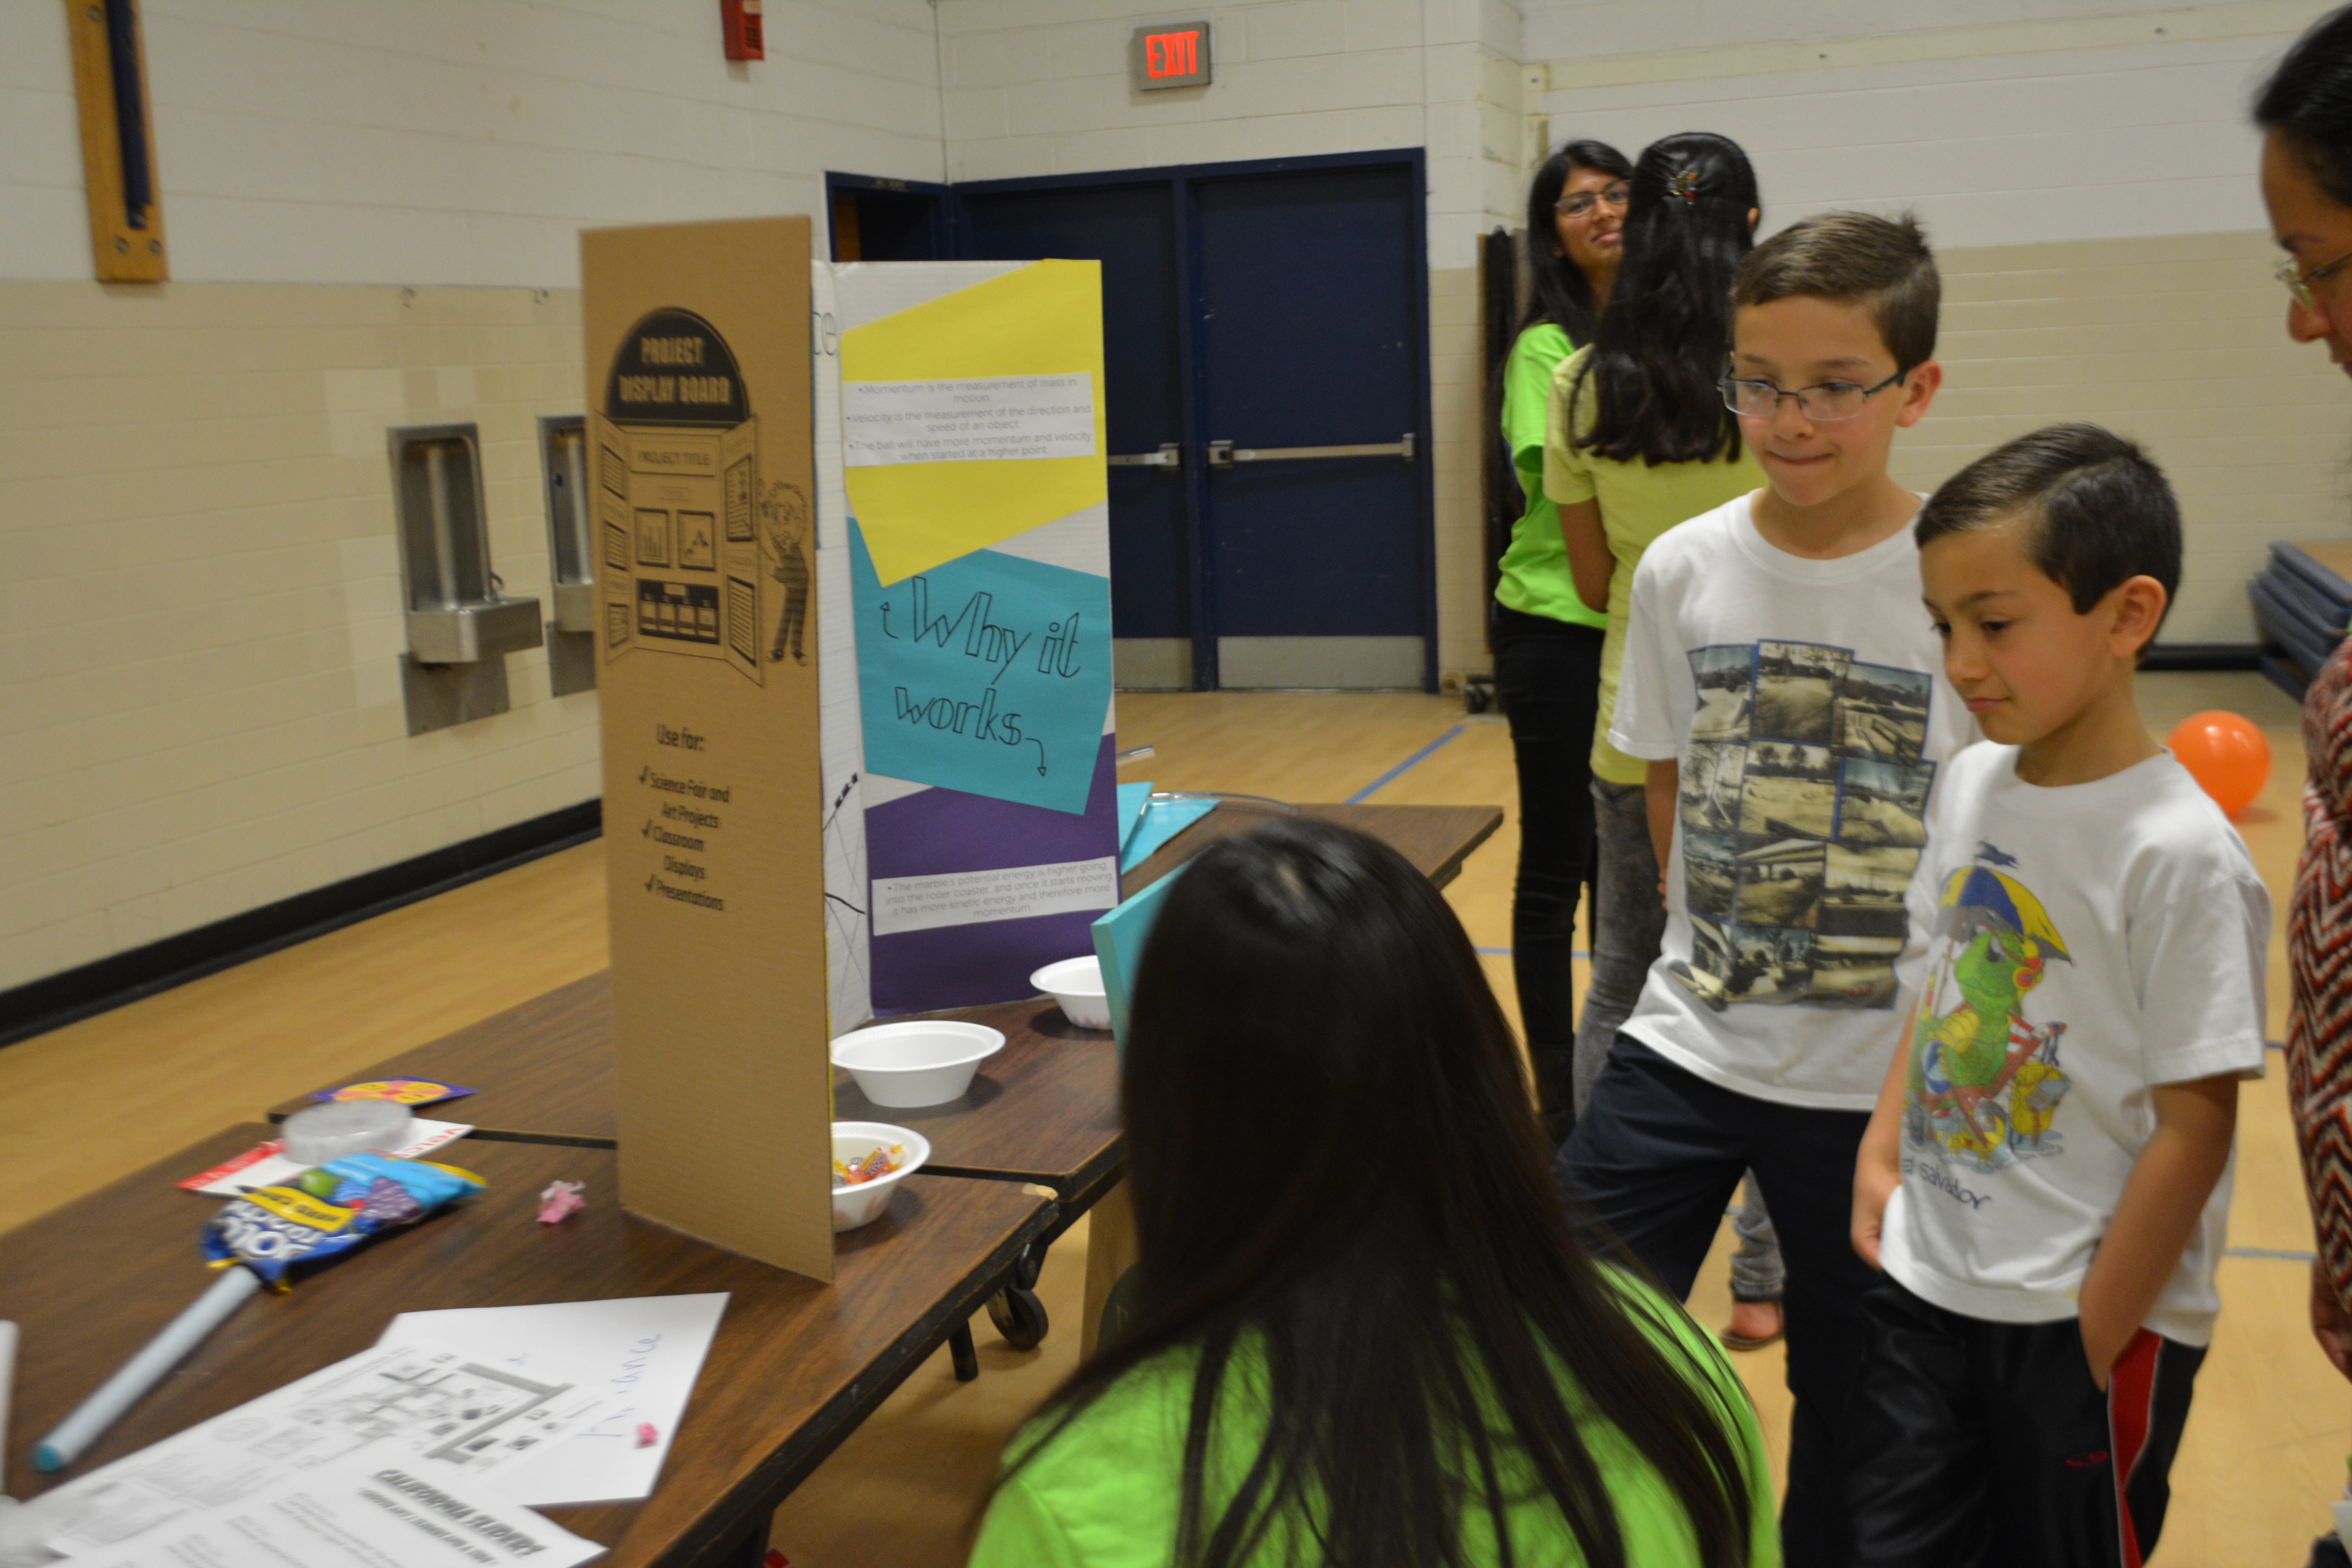 EXIT
PROJECT
DISPLAY BOARD
PROJECT TITLE
Use for:
✓ Science Fair and
Art Projects
✓ Classroom
Displays
✓ Presentations
ce
•Momentum is the measurement of mass in
motion.
•Velocity is the measurement of the direction and
speed of an object.
•The ball will have more momentum and velocity
when started at a higher point
Why it
works
•The marble's potential energy is higher going
into the roller coaster, and once it starts moving,
it has more kinetic energy and therefore more
momentum.
JOLLY
CALIFORNIA SLIDERS
salvador